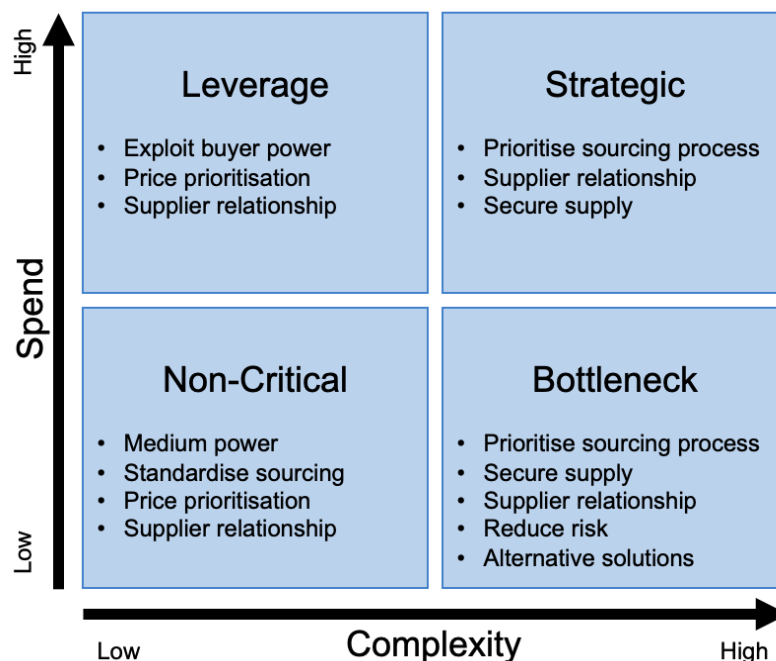 High
Leverage
• Exploit buyer power
• Price prioritisation
• Supplier relationship
Strategic
• Prioritise sourcing process
• Supplier relationship
• Secure supply
Spend
Non-Critical
• Medium power
• Standardise sourcing
• Price prioritisation
• Supplier relationship
Bottleneck
• Prioritise sourcing process
• Secure supply
• Supplier relationship
• Reduce risk
• Alternative solutions
Low
Low
Complexity
High